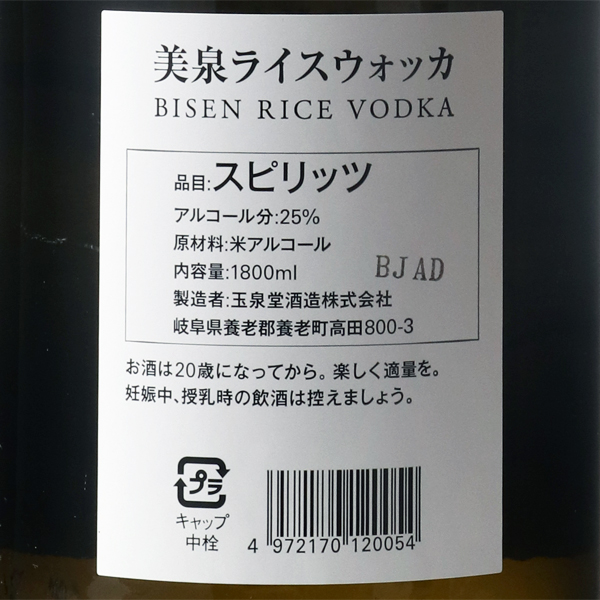 美泉ライスウォッカ
BISEN RICE VODKA
品目:スピリッツ
アルコール分:25%
原材料:米アルコール
内容量:1800ml
BJ AD
製造者:玉泉堂酒造株式会社
岐阜県養老郡養老町高田800-3
お酒は20歳になってから。楽しく適量を。
妊娠中、授乳時の飲酒は控えましょう。
プラ
キャップ
中栓
4 972170 120054